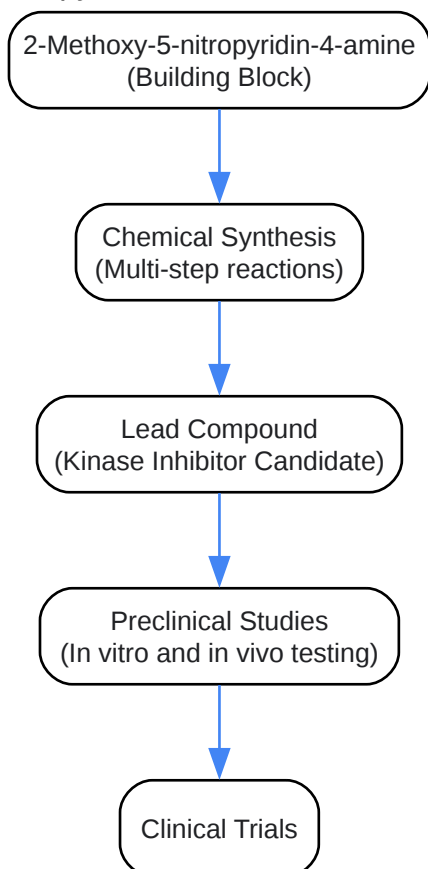 2-Methoxy-5-nitropyridin-4-amine
(Building Block)
Chemical Synthesis
(Multi-step reactions)
Lead Compound
(Kinase Inhibitor Candidate)
Preclinical Studies
(In vitro and in vivo testing)
Clinical Trials